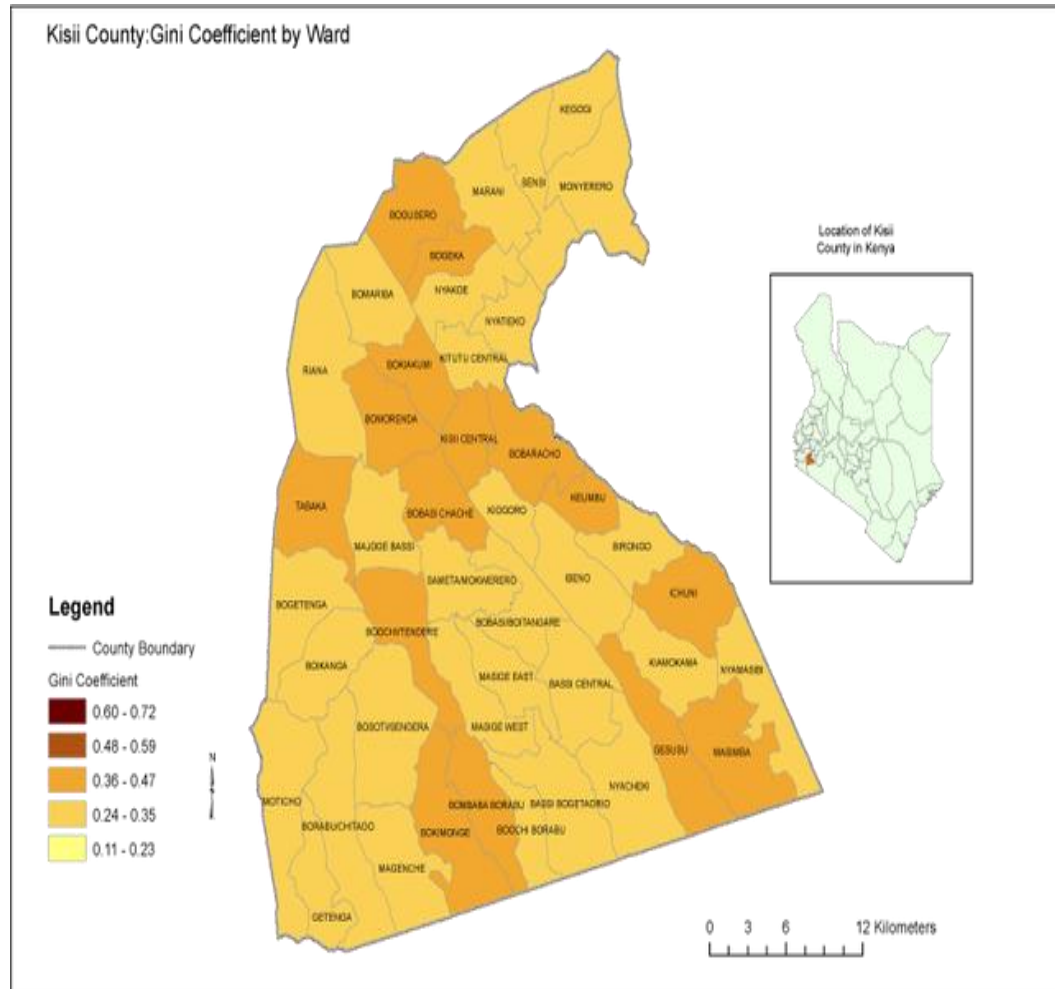 Kisii County:Gini Coefficient by Ward
KEGOGI
SENSI
MARANI
MONYERERO
BOGUSERO
BOGEKA
Location of Kisii
County in Kenya
BOMARIBA
NYAKOE
NYATIEKO
KITUTU CENTRAL
BOKIAKUMI
RIANA
BOMORENDA
KISII CENTRAL
BOBARACHO
TABAKA
BOBASI CHACHE
KIOGORO
KEUMBU
MAJOGE BASSI
BIRONGO
SAMETA/MOKWERERO
IBENO
ICHUNI
BOGETENGA
BOBASI/BOITANGARE
BOOCHI/TENDERE
BOIKANGA
KIAMOKAMA
NYAMASIBI
MASIGE EAST
BASSI CENTRAL
BOSOTI/SENDERA
MASIGE WEST
GESUSU
MASIMBA
NYACHEKI
MOTICHO
BOMBABA BORABU
BASSI BOGETAORIO
BORABU/CHITAGO
BOKIMONGE
BOOCHI BORABU
MAGENCHE
GETENGA
Legend
County Boundary
Gini Coefficient
0.60 - 0.72
0.48 - 0.59
0.36 - 0.47
0.24 - 0.35
0.11 - 0.23
N
0 3 6 12 Kilometers